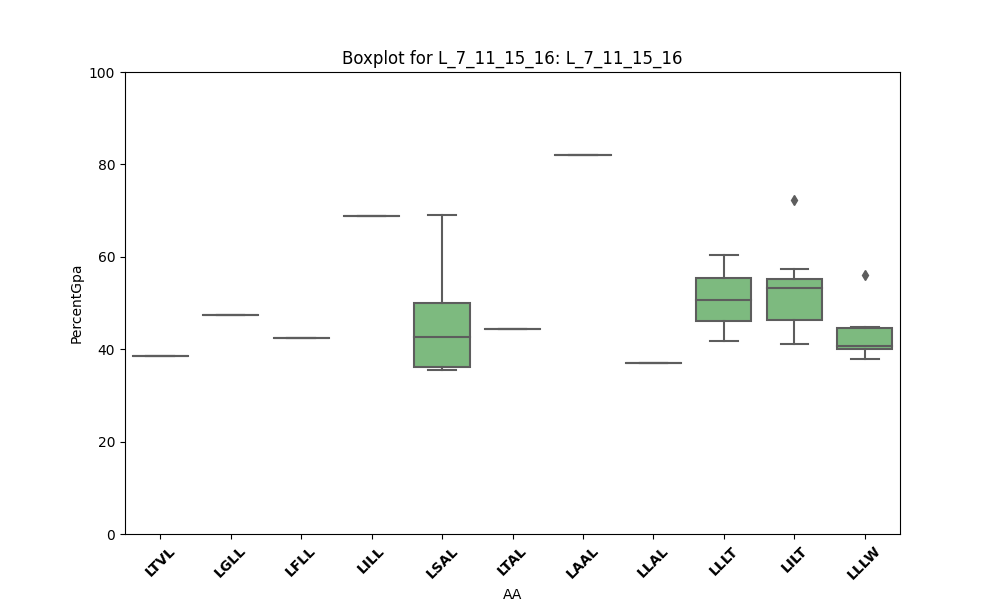 Boxplot for L_7_11_15_16: L_7_11_15_16
100
80
60
40
20
0
PercentGpa
LTVL
LGLL
LFLL
LILL
LSAL
LTAL
LAAL
LLAL
LLLT
LILT
LLLW
AA